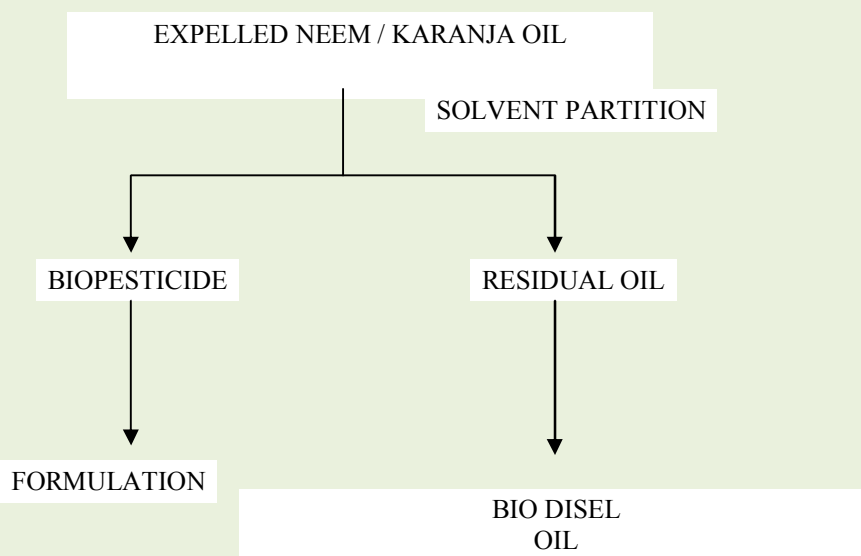 EXPELLED NEEM / KARANJA OIL
SOLVENT PARTITION
BIOPESTICIDE
RESIDUAL OIL
FORMULATION
BIO DISEL
OIL